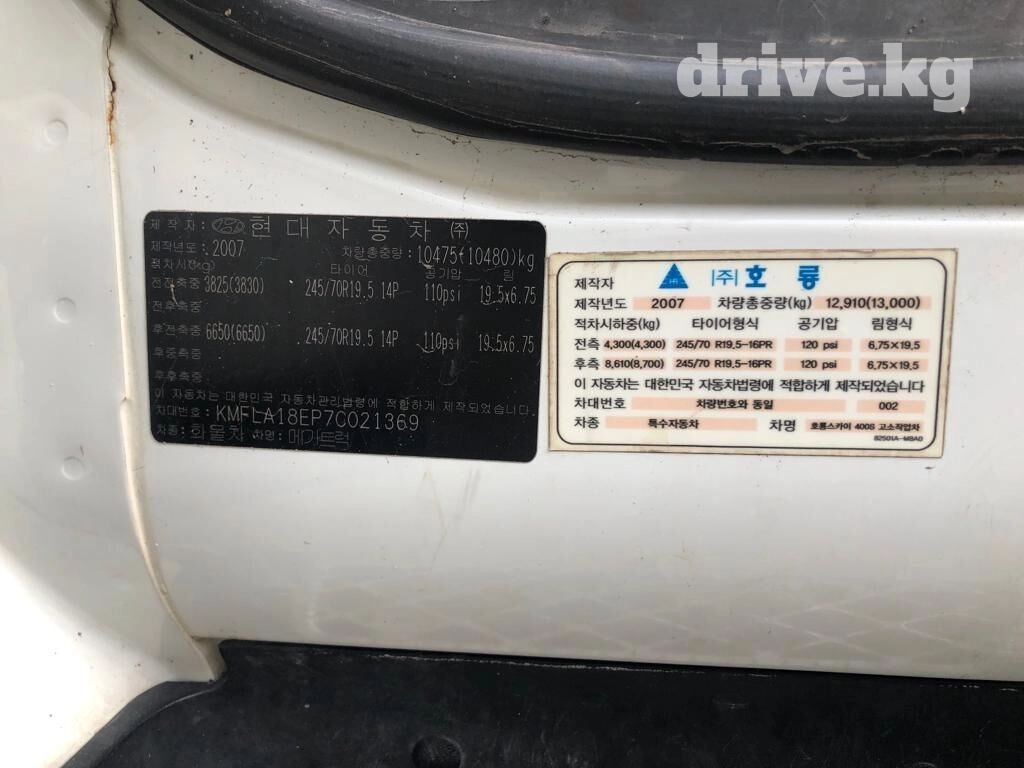 drive.kg
제 작 자 : 현 대 자 동 차 (주)
제작년도 : 2007 차량총중량 : 10475(10480)kg
적차시(kg) 타이어 공기압 림
전전축중 3825(3830) 245/70R19.5 14P 110psi 19.5x6.75
전후축중 :
후전축중 6650(6650) 245/70R19.5 14P 110psi 19.5x6.75
후중축중 :
후후축중 :
이 자동차는 대한민국 자동차관리법령에 적합하게 제작되었습니다
차대번호 : KMFLA18EP7C021369
차종 : 화물차 차명 : 메가트럭
제작자 HR (주) 호 룡
제작년도 2007 차량총중량(kg) 12,910(13,000)
적차시하중(kg) 타이어형식 공기압 림형식
전축 4,300(4,300) 245/70 R19,5-16PR 120 psi 6,75×19,5
후축 8,610(8,700) 245/70 R19,5-16PR 120 psi 6,75×19,5
이 자동차는 대한민국 자동차법령에 적합하게 제작되었습니다
차대번호 차량번호와 동일 002
차종 특수자동차 차명 호룡스카이 400S 고소작업차
82501A-M8A0